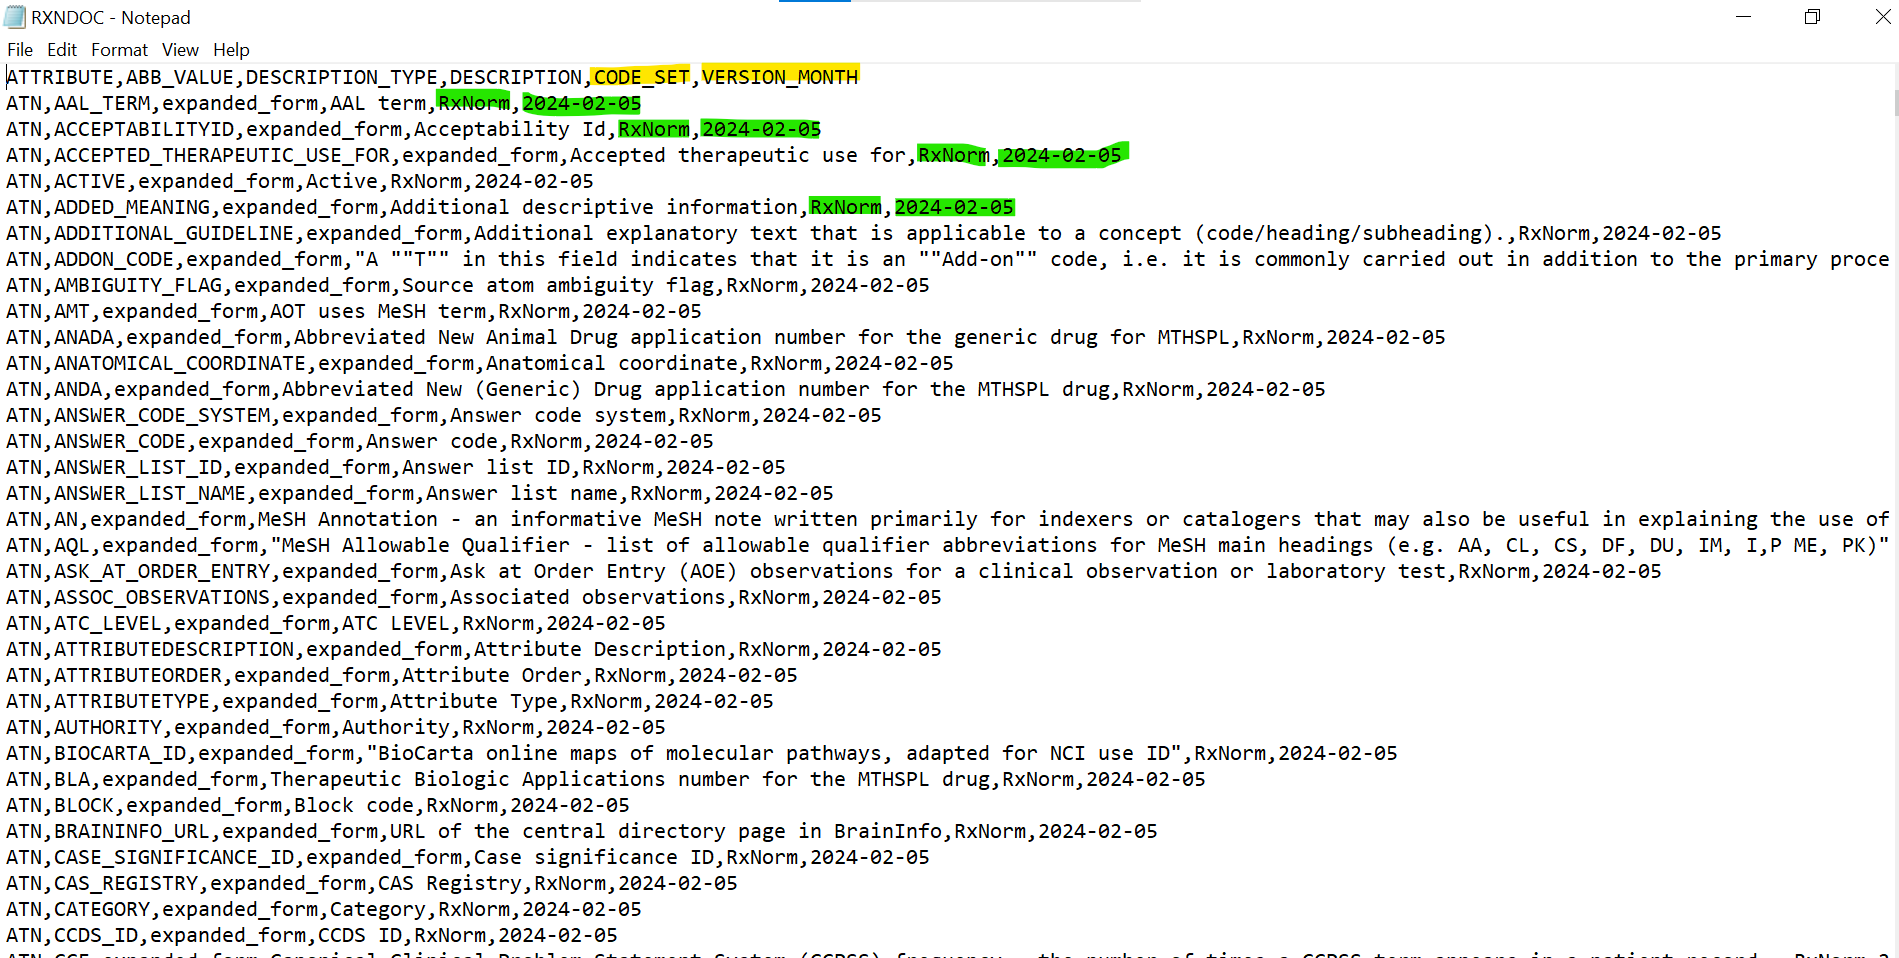 RXNDOC - Notepad
File Edit Format View Help
ATTRIBUTE,ABB_VALUE,DESCRIPTION_TYPE,DESCRIPTION,CODE_SET,VERSION_MONTH
ATN,AAL_TERM,expanded_form,AAL term,RxNorm,2024-02-05
ATN,ACCEPTABILITYID,expanded_form,Acceptability Id,RxNorm,2024-02-05
ATN,ACCEPTED_THERAPEUTIC_USE_FOR,expanded_form,Accepted therapeutic use for,RxNorm,2024-02-05
ATN,ACTIVE,expanded_form,Active,RxNorm,2024-02-05
ATN,ADDED_MEANING,expanded_form,Additional descriptive information,RxNorm,2024-02-05
ATN,ADDITIONAL_GUIDELINE,expanded_form,Additional explanatory text that is applicable to a concept (code/heading/subheading).,RxNorm,2024-02-05
ATN,ADDON_CODE,expanded_form,"A ""T"" in this field indicates that it is an ""Add-on"" code, i.e. it is commonly carried out in addition to the primary proce
ATN,AMBIGUITY_FLAG,expanded_form,Source atom ambiguity flag,RxNorm,2024-02-05
ATN,AMT,expanded_form,AOT uses MeSH term,RxNorm,2024-02-05
ATN,ANADA,expanded_form,Abbreviated New Animal Drug application number for the generic drug for MTHSPL,RxNorm,2024-02-05
ATN,ANATOMICAL_COORDINATE,expanded_form,Anatomical coordinate,RxNorm,2024-02-05
ATN,ANDA,expanded_form,Abbreviated New (Generic) Drug application number for the MTHSPL drug,RxNorm,2024-02-05
ATN,ANSWER_CODE_SYSTEM,expanded_form,Answer code system,RxNorm,2024-02-05
ATN,ANSWER_CODE,expanded_form,Answer code,RxNorm,2024-02-05
ATN,ANSWER_LIST_ID,expanded_form,Answer list ID,RxNorm,2024-02-05
ATN,ANSWER_LIST_NAME,expanded_form,Answer list name,RxNorm,2024-02-05
ATN,AN,expanded_form,MeSH Annotation - an informative MeSH note written primarily for indexers or catalogers that may also be useful in explaining the use of
ATN,AQL,expanded_form,"MeSH Allowable Qualifier - list of allowable qualifier abbreviations for MeSH main headings (e.g. AA, CL, CS, DF, DU, IM, I,P ME, PK)"
ATN,ASK_AT_ORDER_ENTRY,expanded_form,Ask at Order Entry (AOE) observations for a clinical observation or laboratory test,RxNorm,2024-02-05
ATN,ASSOC_OBSERVATIONS,expanded_form,Associated observations,RxNorm,2024-02-05
ATN,ATC_LEVEL,expanded_form,ATC LEVEL,RxNorm,2024-02-05
ATN,ATTRIBUTEDESCRIPTION,expanded_form,Attribute Description,RxNorm,2024-02-05
ATN,ATTRIBUTEORDER,expanded_form,Attribute Order,RxNorm,2024-02-05
ATN,ATTRIBUTETYPE,expanded_form,Attribute Type,RxNorm,2024-02-05
ATN,AUTHORITY,expanded_form,Authority,RxNorm,2024-02-05
ATN,BIOCARTA_ID,expanded_form,"BioCarta online maps of molecular pathways, adapted for NCI use ID",RxNorm,2024-02-05
ATN,BLA,expanded_form,Therapeutic Biologic Applications number for the MTHSPL drug,RxNorm,2024-02-05
ATN,BLOCK,expanded_form,Block code,RxNorm,2024-02-05
ATN,BRAININFO_URL,expanded_form,URL of the central directory page in BrainInfo,RxNorm,2024-02-05
ATN,CASE_SIGNIFICANCE_ID,expanded_form,Case significance ID,RxNorm,2024-02-05
ATN,CAS_REGISTRY,expanded_form,CAS Registry,RxNorm,2024-02-05
ATN,CATEGORY,expanded_form,Category,RxNorm,2024-02-05
ATN,CCDS_ID,expanded_form,CCDS ID,RxNorm,2024-02-05